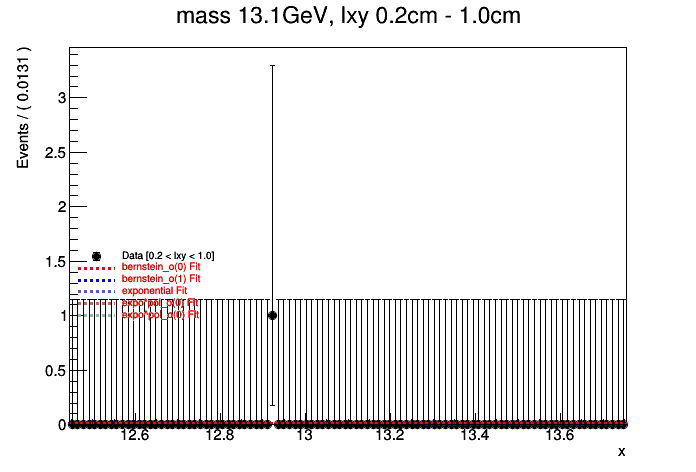 mass 13.1GeV, lxy 0.2cm - 1.0cm
Events / ( 0.0131 )
3
2.5
2
1.5
1
0.5
0
Data [0.2 < lxy < 1.0]
bernstein_o(0) Fit
bernstein_o(1) Fit
exponential Fit
12.6 12.8 13 13.2 13.4 13.6
x